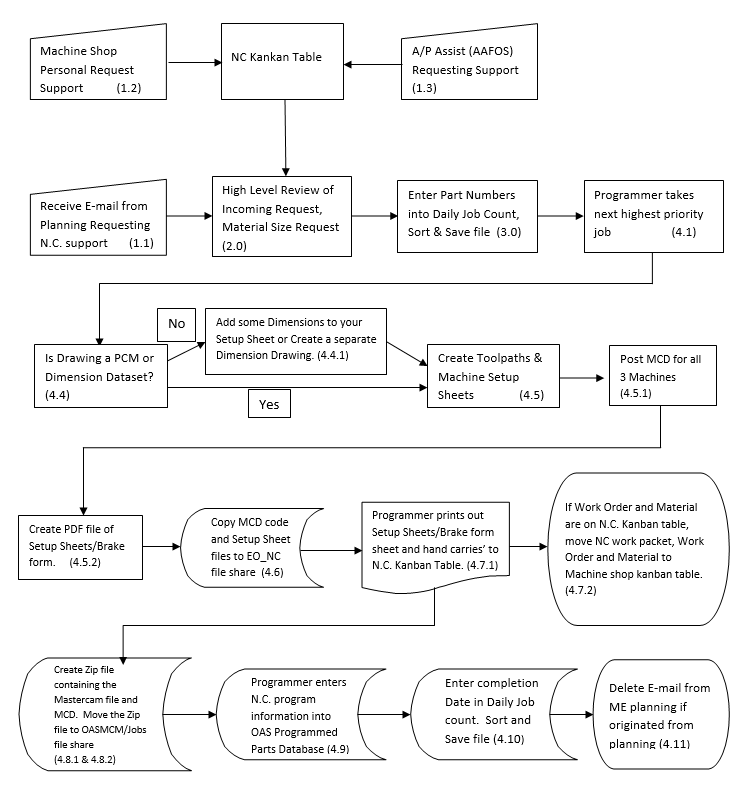 Machine Shop
Personal Request
Support (1.2)
NC Kankan Table
A/P Assist (AAFOS)
Requesting Support
(1.3)
Receive E-mail from
Planning Requesting
N.C. support (1.1)
High Level Review of
Incoming Request,
Material Size Request
(2.0)
Enter Part Numbers
into Daily Job Count,
Sort & Save file (3.0)
Programmer takes
next highest priority
job (4.1)
Is Drawing a PCM or
Dimension Dataset?
(4.4)
No
Add some Dimensions to your
Setup Sheet or Create a separate
Dimension Drawing. (4.4.1)
Yes
Create Toolpaths &
Machine Setup
Sheets (4.5)
Post MCD for all
3 Machines
(4.5.1)
Create PDF file of
Setup Sheets/Brake
form. (4.5.2)
Copy MCD code
and Setup Sheet
files to EO_NC
file share (4.6)
Programmer prints out
Setup Sheets/Brake form
sheet and hand carries' to
N.C. Kanban Table. (4.7.1)
If Work Order and Material
are on N.C. Kanban table,
move NC work packet, Work
Order and Material to
Machine shop kanban table.
(4.7.2)
Create Zip file
containing the
Mastercam file and
MCD. Move the Zip
file to OASMCM/Jobs
file share
(4.8.1 & 4.8.2)
Programmer enters
N.C. program
information into
OAS Programmed
Parts Database (4.9)
Enter completion
Date in Daily Job
count. Sort and
Save file (4.10)
Delete E-mail from
ME planning if
originated from
planning (4.11)